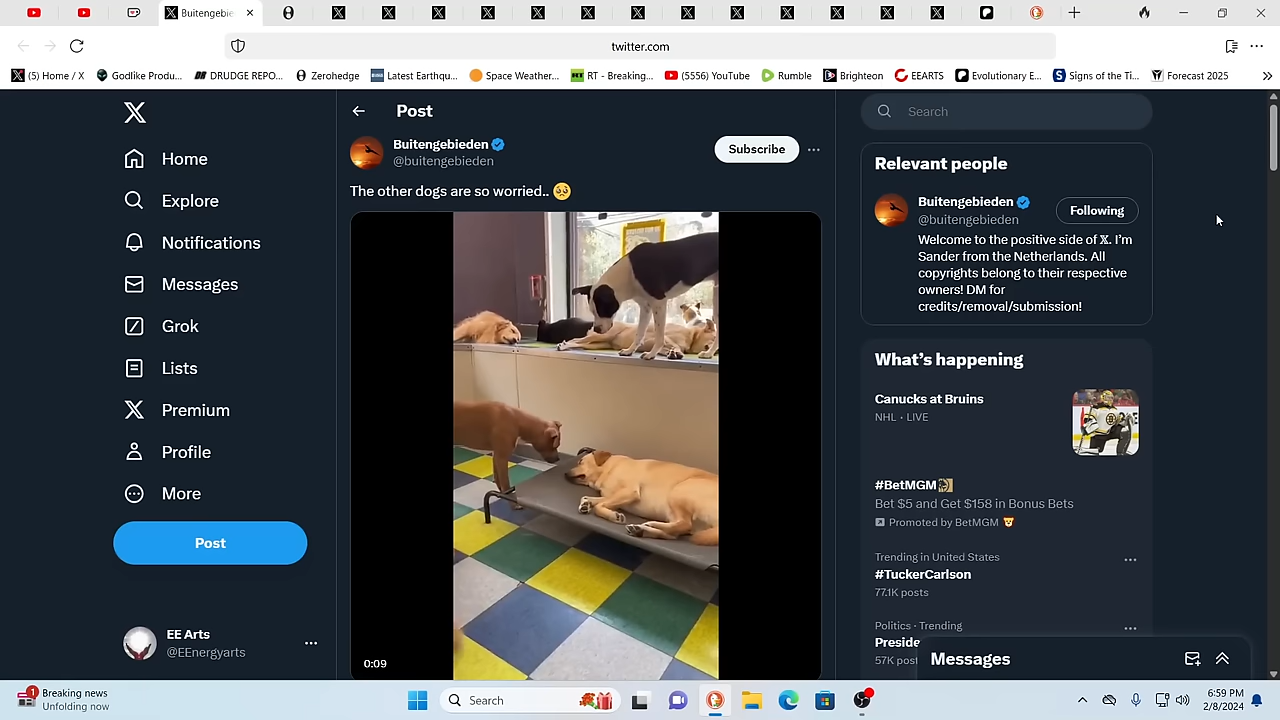 Buitengebie
twitter.com
(5) Home / X
Godlike Produ...
DRUDGE REPO...
Zerohedge
Latest Earthqu...
Space Weather...
RT - Breaking...
(5556) YouTube
Rumble
Brighteon
EEARTS
Evolutionary E...
Signs of the Ti...
Forecast 2025
Home
Explore
Notifications
Messages
Grok
Lists
Premium
Profile
More
Post
EE Arts
@EEnergyarts
Post
Buitengebieden
@buitengebieden
Subscribe
The other dogs are so worried.. 🥺
0:09
Search
Relevant people
Buitengebieden
@buitengebieden
Following
Welcome to the positive side of 𝕏. I'm
Sander from the Netherlands. All
copyrights belong to their respective
owners! DM for
credits/removal/submission!
What's happening
Canucks at Bruins
NHL · LIVE
#BetMGM
Bet $5 and Get $158 in Bonus Bets
Promoted by BetMGM
Trending in United States
#TuckerCarlson
77.1K posts
Politics · Trending
Preside
57K post
Messages
1
Breaking news
Unfolding now
Search
6:59 PM
2/8/2024